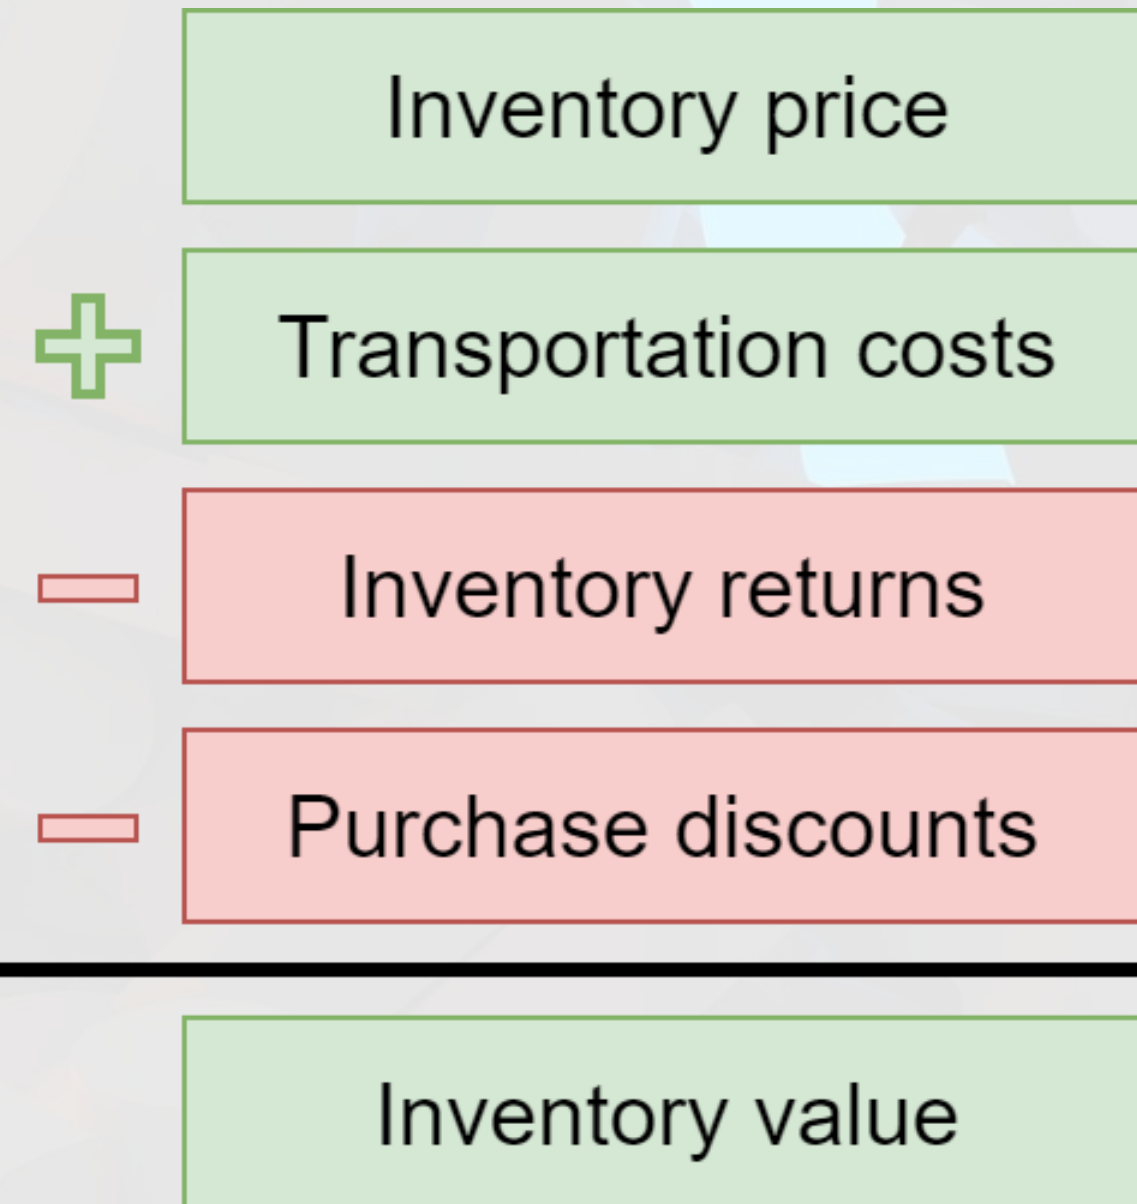 Inventory price
Transportation costs
Inventory returns
Purchase discounts
Inventory value